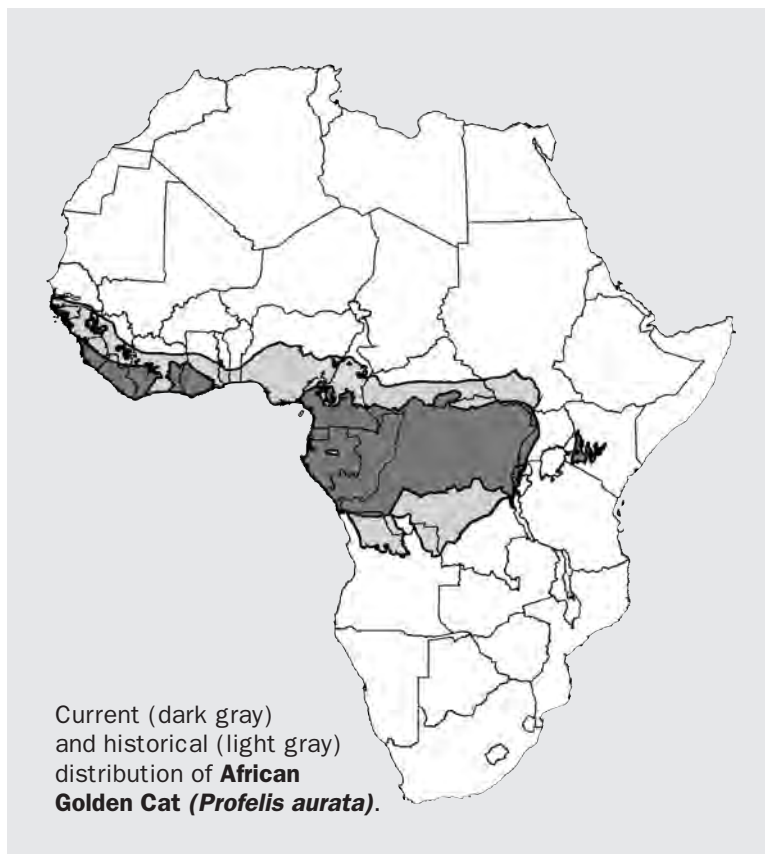 Current (dark gray)
and historical (light gray)
distribution of African
Golden Cat (Profelis aurata).